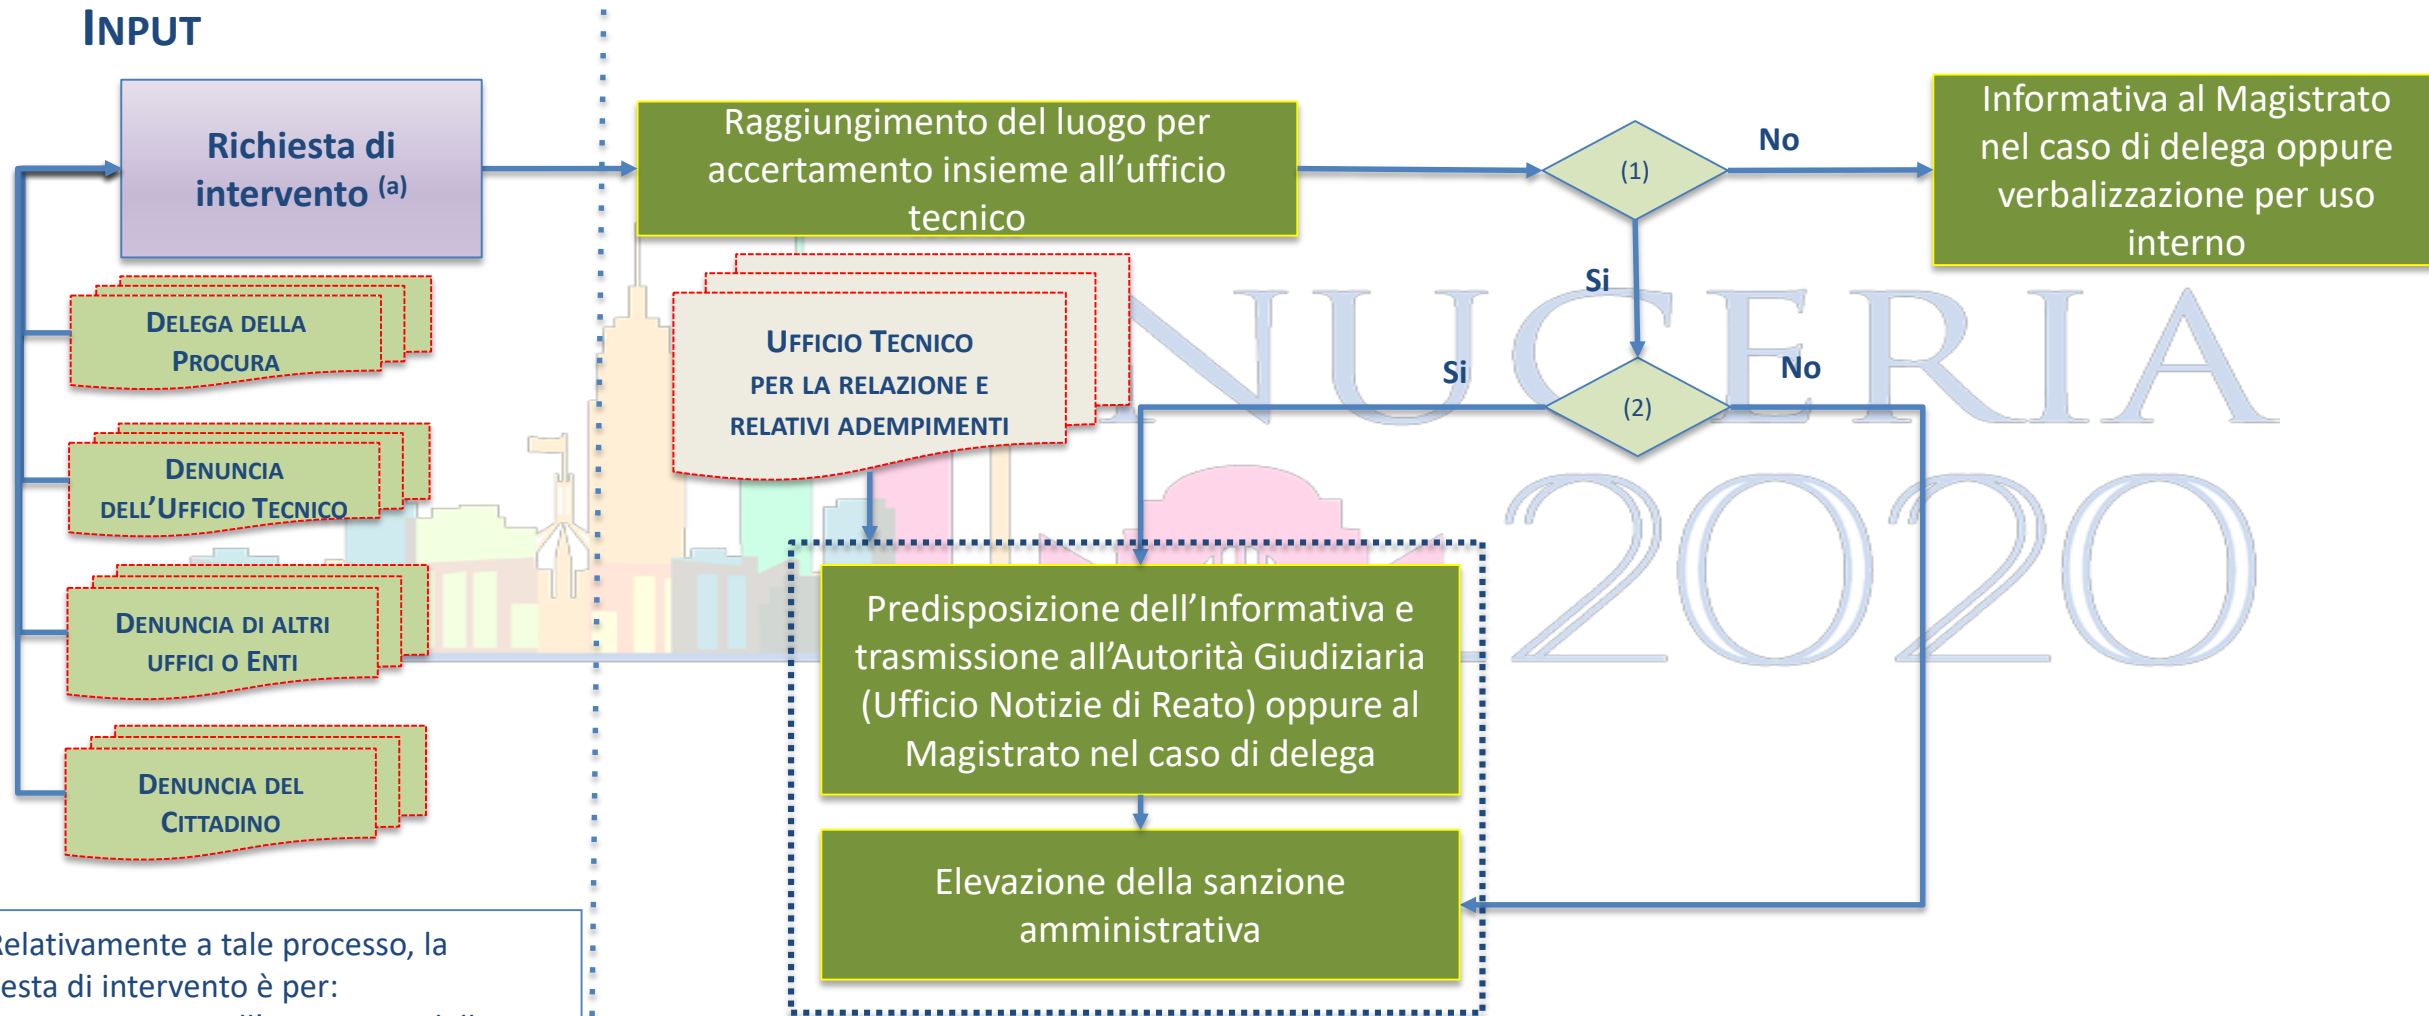 INPUT
Richiesta di
intervento (a)
DELEGA DELLA
PROCURA
DENUNCIA
DELL'UFFICIO TECNICO
DENUNCIA DI ALTRI
UFFICI O ENTI
DENUNCIA DEL
CITTADINO
Relativamente a tale processo, la
esta di intervento è per:
Raggiungimento del luogo per
accertamento insieme all'ufficio
tecnico
UFFICIO TECNICO
PER LA RELAZIONE E
RELATIVI ADEMPIMENTI
(1)
No
Informativa al Magistrato
nel caso di delega oppure
verbalizzazione per uso
interno
Si
Si
(2)
No
Predisposizione dell'Informativa e
trasmissione all'Autorità Giudiziaria
(Ufficio Notizie di Reato) oppure al
Magistrato nel caso di delega
Elevazione della sanzione
amministrativa
NUCERIA
2020